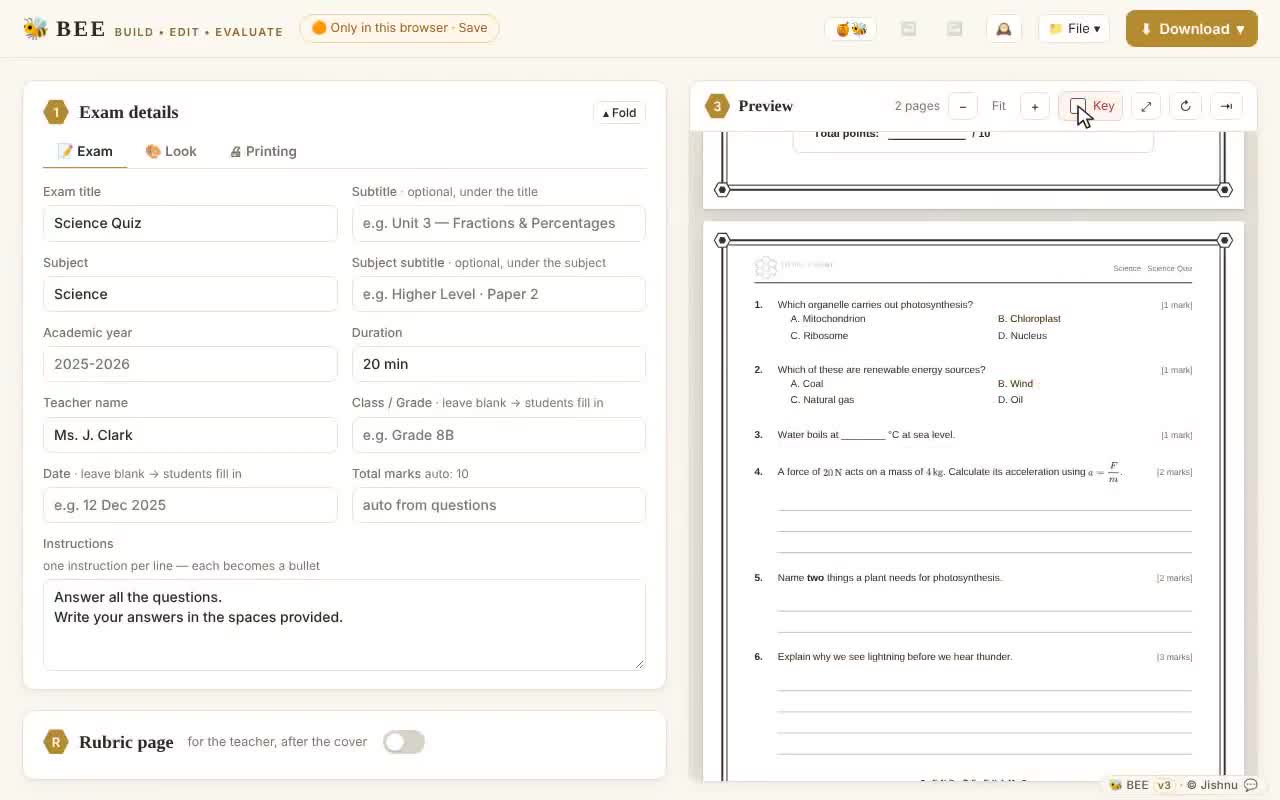 BEE BUILD • EDIT • EVALUATE
Only in this browser · Save
File ▾
Download ▾
1 Exam details
▴ Fold
Exam
Look
Printing
Exam title
Science Quiz
Subtitle · optional, under the title
e.g. Unit 3 — Fractions & Percentages
Subject
Science
Subject subtitle · optional, under the subject
e.g. Higher Level · Paper 2
Academic year
2025-2026
Duration
20 min
Teacher name
Ms. J. Clark
Class / Grade · leave blank → students fill in
e.g. Grade 8B
Date · leave blank → students fill in
e.g. 12 Dec 2025
Total marks auto: 10
auto from questions
Instructions
one instruction per line — each becomes a bullet
Answer all the questions.
Write your answers in the spaces provided.
R Rubric page for the teacher, after the cover
3 Preview
2 pages − Fit + Key
Total points: ____________ / 10
Science · Science Quiz
1. Which organelle carries out photosynthesis? [1 mark]
A. Mitochondrion B. Chloroplast
C. Ribosome D. Nucleus
2. Which of these are renewable energy sources? [1 mark]
A. Coal B. Wind
C. Natural gas D. Oil
3. Water boils at ________ °C at sea level. [1 mark]
4. A force of 20 N acts on a mass of 4 kg. Calculate its acceleration using a = F/m. [2 marks]
5. Name two things a plant needs for photosynthesis. [2 marks]
6. Explain why we see lightning before we hear thunder. [3 marks]
BEE v3 · © Jishnu